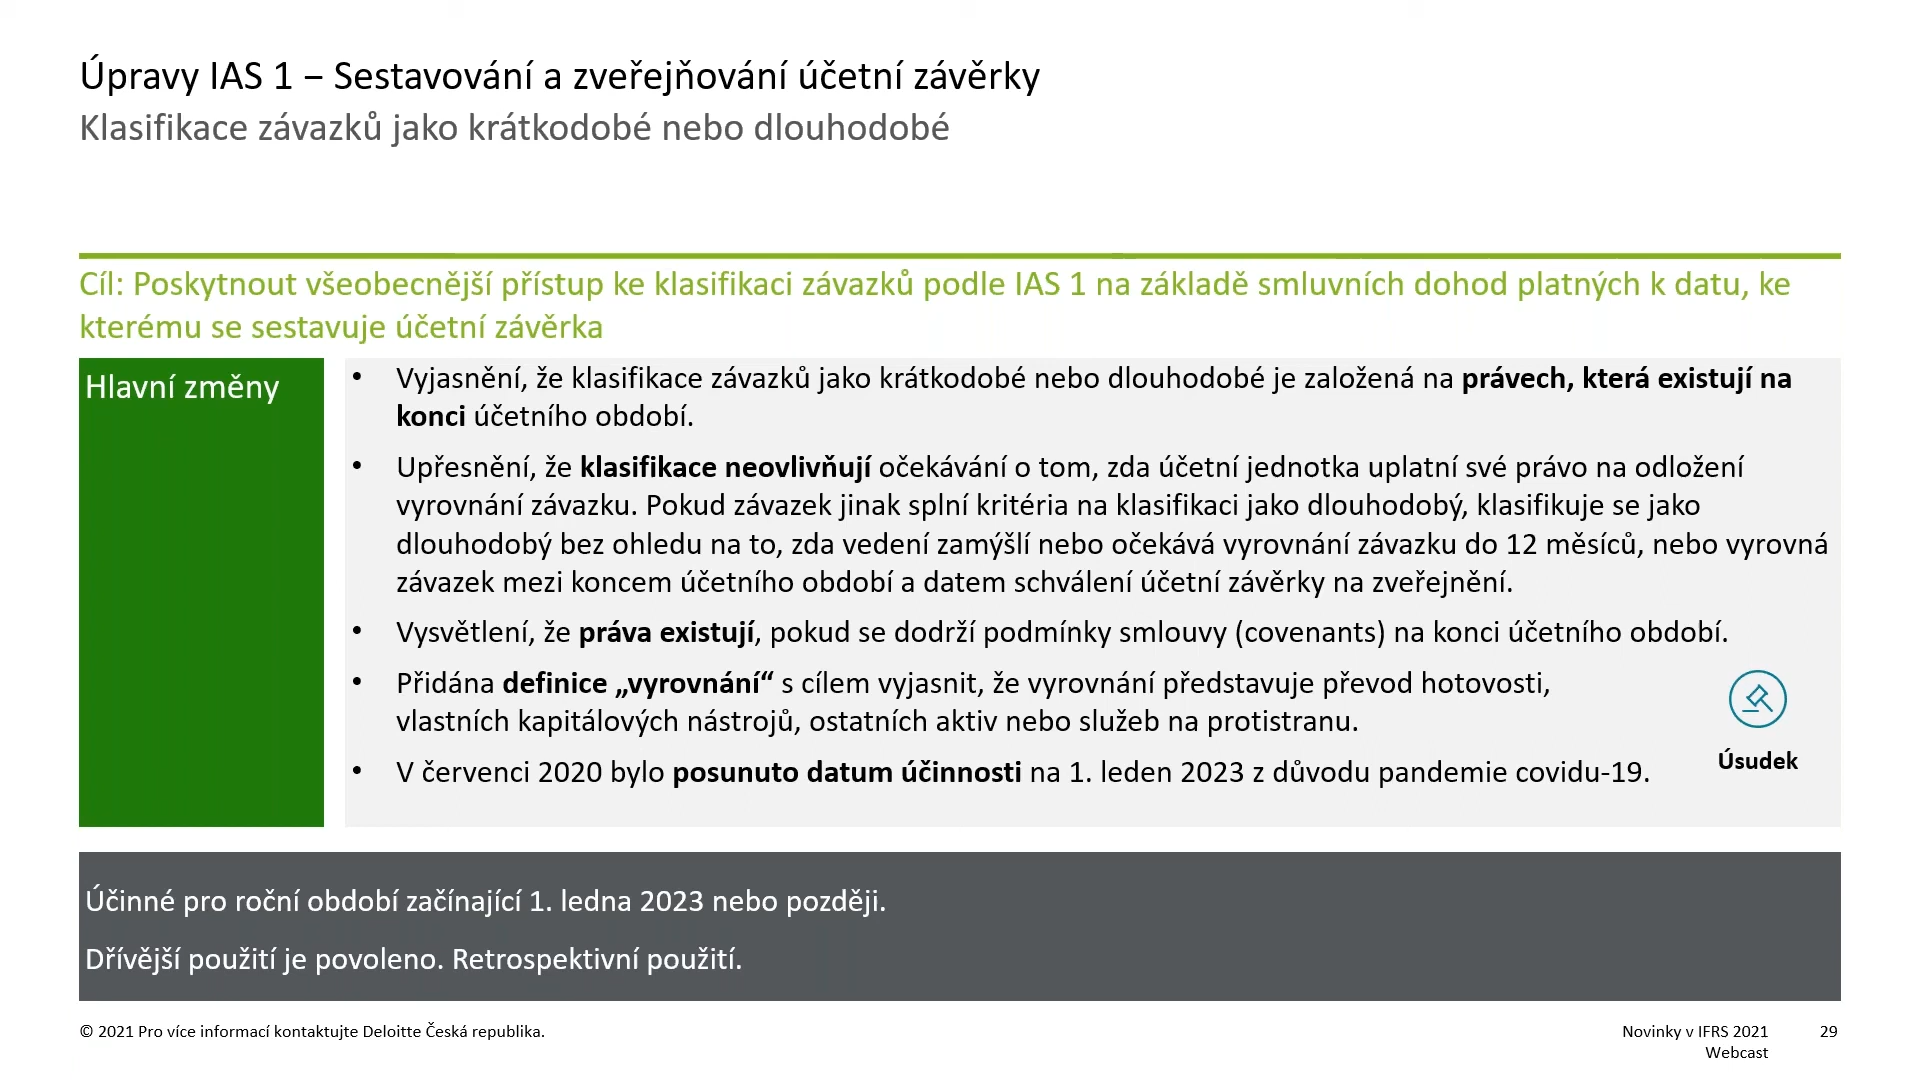 Úpravy IAS 1 – Sestavování a zveřejňování účetní závěrky
Klasifikace závazků jako krátkodobé nebo dlouhodobé
Cíl: Poskytnout všeobecnější přístup ke klasifikaci závazků podle IAS 1 na základě smluvních dohod platných k datu, ke
kterému se sestavuje účetní závěrka
Hlavní změny
• Vyjasnění, že klasifikace závazků jako krátkodobé nebo dlouhodobé je založená na právech, která existují na
konci účetního období.
• Upřesnění, že klasifikace neovlivňují očekávání o tom, zda účetní jednotka uplatní své právo na odložení
vyrovnání závazku. Pokud závazek jinak splní kritéria na klasifikaci jako dlouhodobý, klasifikuje se jako
dlouhodobý bez ohledu na to, zda vedení zamýšlí nebo očekává vyrovnání závazku do 12 měsíců, nebo vyrovná
závazek mezi koncem účetního období a datem schválení účetní závěrky na zveřejnění.
• Vysvětlení, že práva existují, pokud se dodrží podmínky smlouvy (covenants) na konci účetního období.
• Přidána definice „vyrovnání“ s cílem vyjasnit, že vyrovnání představuje převod hotovosti,
vlastních kapitálových nástrojů, ostatních aktiv nebo služeb na protistranu.
• V červenci 2020 bylo posunuto datum účinnosti na 1. leden 2023 z důvodu pandemie covidu-19.
Úsudek
Účinné pro roční období začínající 1. ledna 2023 nebo později.
Dřívější použití je povoleno. Retrospektivní použití.
© 2021 Pro více informací kontaktujte Deloitte Česká republika.
Novinky v IFRS 2021
Webcast
29